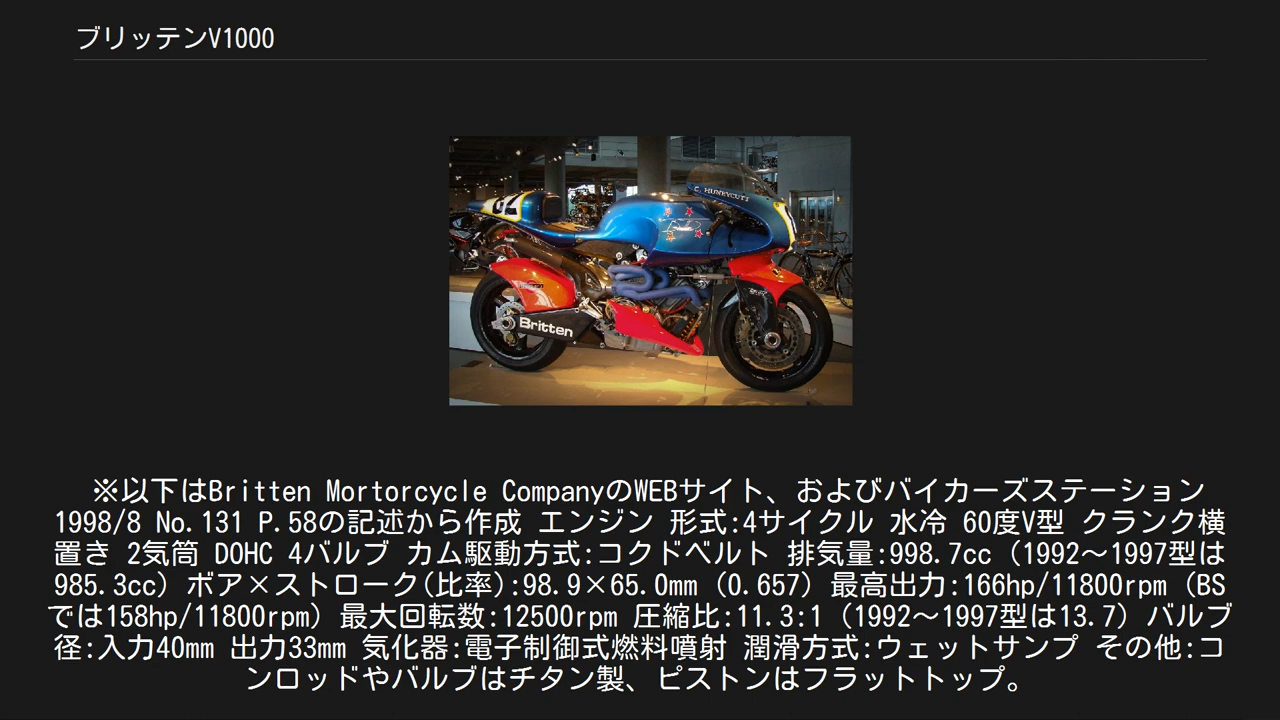 ブリッテンV1000
C. HUNEYCUTT
Britten
※以下はBritten Mortorcycle CompanyのWEBサイト、およびバイカーズステーション
1998/8 No.131 P.58の記述から作成 エンジン 形式:4サイクル 水冷 60度V型 クランク横
置き 2気筒 DOHC 4バルブ カム駆動方式:コクドベルト 排気量:998.7cc（1992～1997型は
985.3cc）ボア×ストローク(比率):98.9×65.0mm（0.657）最高出力:166hp/11800rpm（BS
では158hp/11800rpm）最大回転数:12500rpm 圧縮比:11.3:1（1992～1997型は13.7）バルブ
径:入力40mm 出力33mm 気化器:電子制御式燃料噴射 潤滑方式:ウェットサンプ その他:コ
ンロッドやバルブはチタン製、ピストンはフラットトップ。